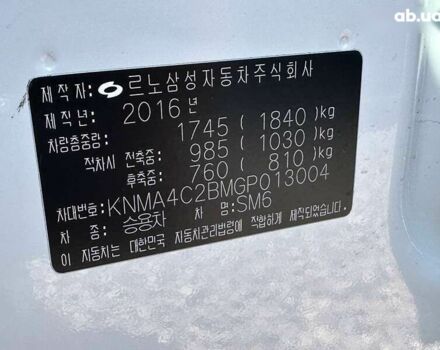 ab.ua
제작자: 르노삼성자동차주식회사
제작년: 2016년
차량총중량: 1745 ( 1840)kg
적차시 전축중: 985 ( 1030)kg
후축중: 760 ( 810)kg
차대번호: KNMA4C2BMGP013004
차 종: 승용차 차 명: SM6
이 자동차는 대한민국 자동차관리법령에 적합하게 제작되었습니다.